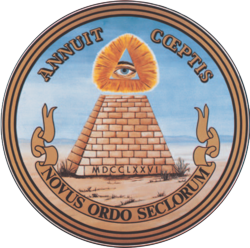 ANNUIT CŒPTIS
MDCCLXXVI
NOVUS ORDO SECLORUM